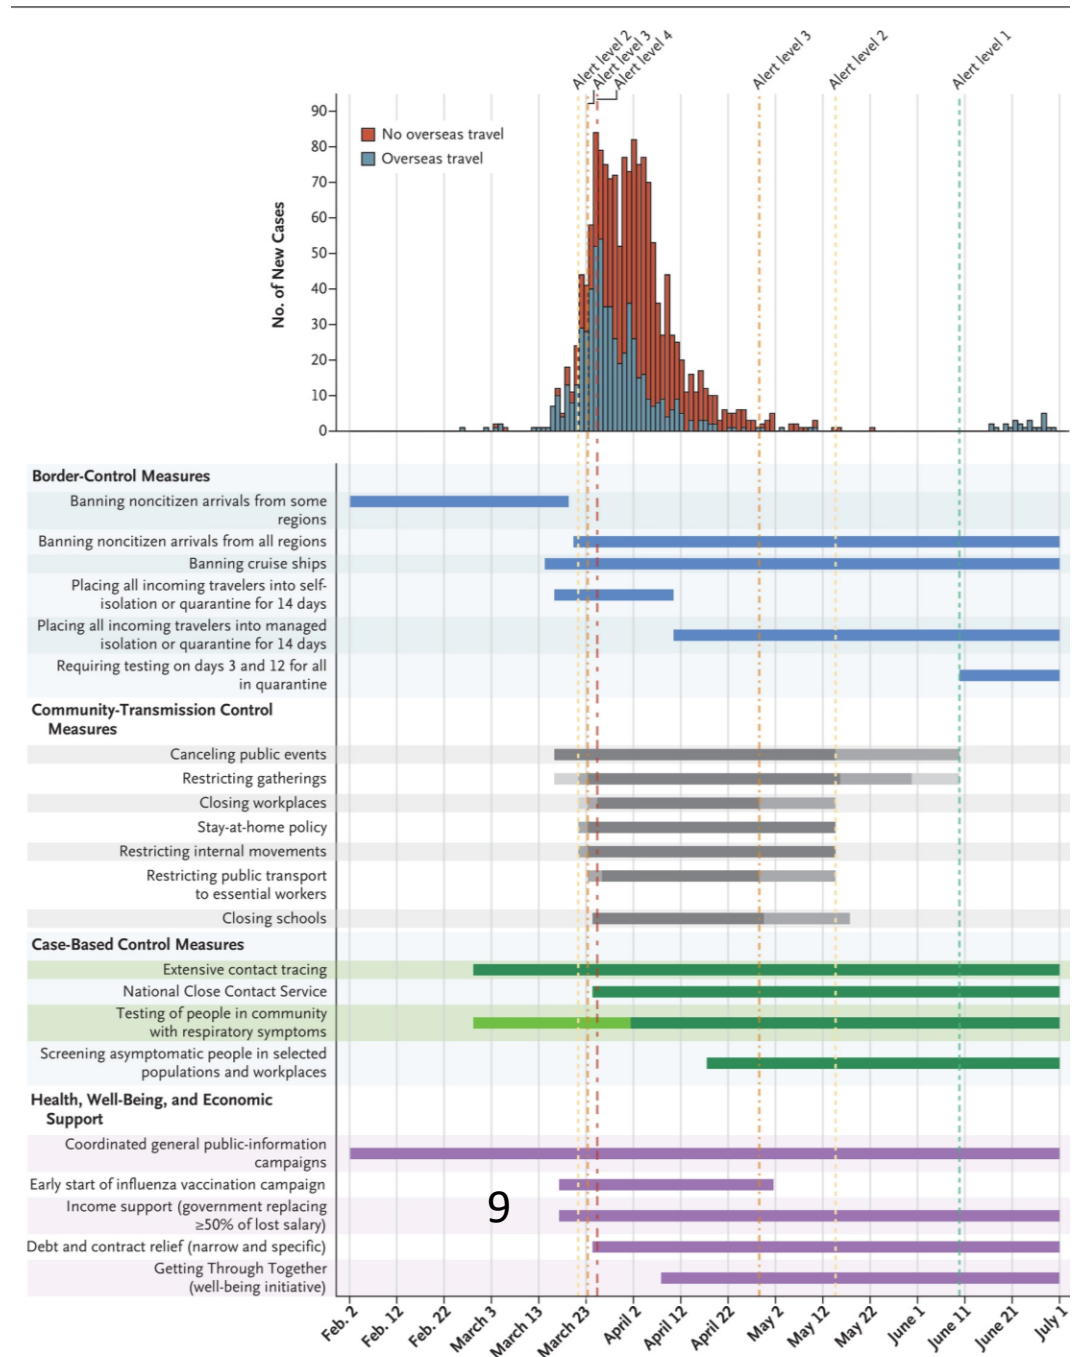 Alert level 2
Alert level 3
Alert level 4
Alert level 3
Alert level 2
Alert level 1
No overseas travel
Overseas travel
No. of New Cases
90
80
70
60
50
40
30
20
10
0
Border-Control Measures
Banning noncitizen arrivals from some
regions
Banning noncitizen arrivals from all regions
Banning cruise ships
Placing all incoming travelers into self-
isolation or quarantine for 14 days
Placing all incoming travelers into managed
isolation or quarantine for 14 days
Requiring testing on days 3 and 12 for all
in quarantine
Community-Transmission Control
Measures
Canceling public events
Restricting gatherings
Closing workplaces
Stay-at-home policy
Restricting internal movements
Restricting public transport
to essential workers
Closing schools
Case-Based Control Measures
Extensive contact tracing
National Close Contact Service
Testing of people in community
with respiratory symptoms
Screening asymptomatic people in selected
populations and workplaces
Health, Well-Being, and Economic
Support
Coordinated general public-information
campaigns
Early start of influenza vaccination campaign
Income support (government replacing
≥50% of lost salary)
9
Debt and contract relief (narrow and specific)
Getting Through Together
(well-being initiative)
Feb. 2
Feb. 12
Feb. 22
March 3
March 13
March 23
April 2
April 12
April 22
May 2
May 12
May 22
June 1
June 11
June 21
July 1